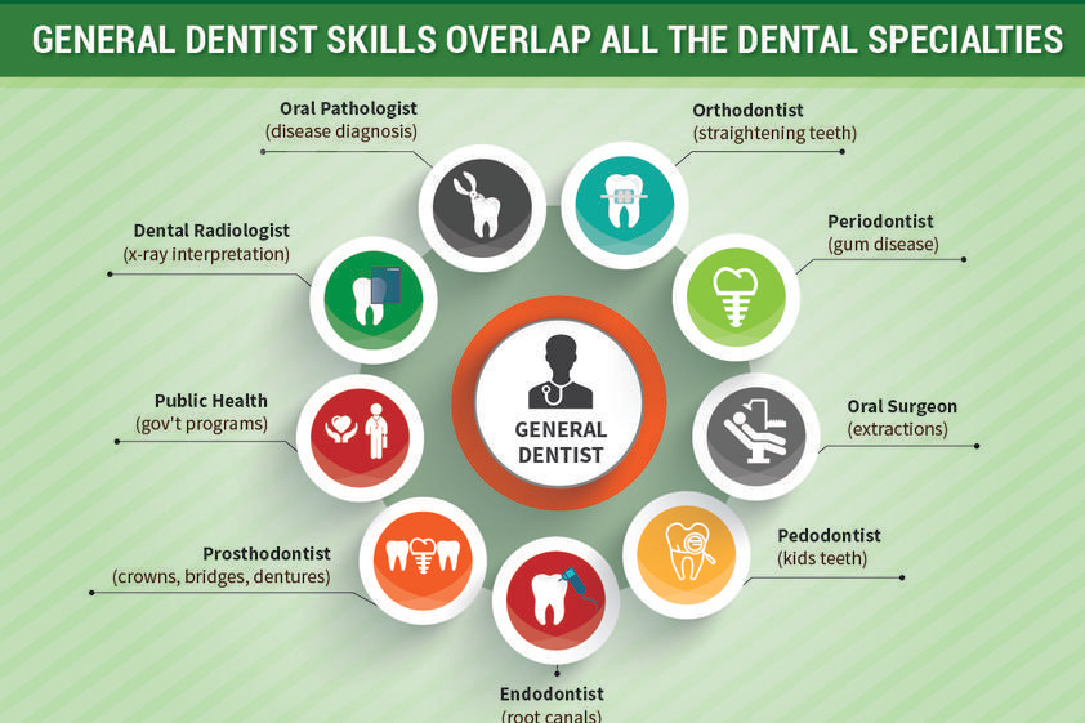 GENERAL DENTIST SKILLS OVERLAP ALL THE DENTAL SPECIALTIES
Oral Pathologist
(disease diagnosis)
Orthodontist
(straightening teeth)
Dental Radiologist
(x-ray interpretation)
Periodontist
(gum disease)
Public Health
(gov't programs)
GENERAL
DENTIST
Oral Surgeon
(extractions)
Prosthodontist
(crowns, bridges, dentures)
Pedodontist
(kids teeth)
Endodontist
(root canals)